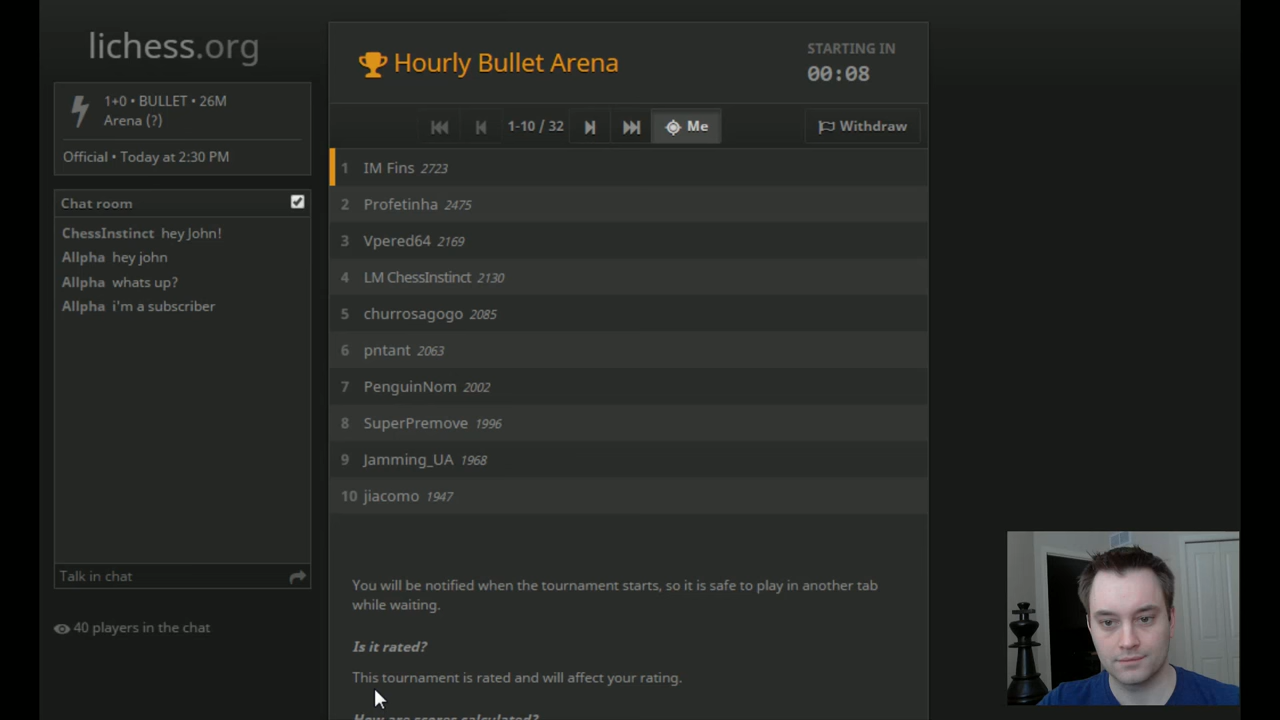 lichess.org
1+0 • BULLET • 26M
Arena (?)
Official • Today at 2:30 PM
Chat room
ChessInstinct hey John!
Allpha hey john
Allpha whats up?
Allpha i'm a subscriber
Talk in chat
40 players in the chat
Hourly Bullet Arena
STARTING IN
00:08
1-10 / 32
Me
Withdraw
1 IM Fins 2723
2 Profetinha 2475
3 Vpered64 2169
4 LM ChessInstinct 2130
5 churrosagogo 2085
6 pntant 2063
7 PenguinNom 2002
8 SuperPremove 1996
9 Jamming_UA 1968
10 jiacomo 1947
You will be notified when the tournament starts, so it is safe to play in another tab
while waiting.
Is it rated?
This tournament is rated and will affect your rating.
How are scores calculated?